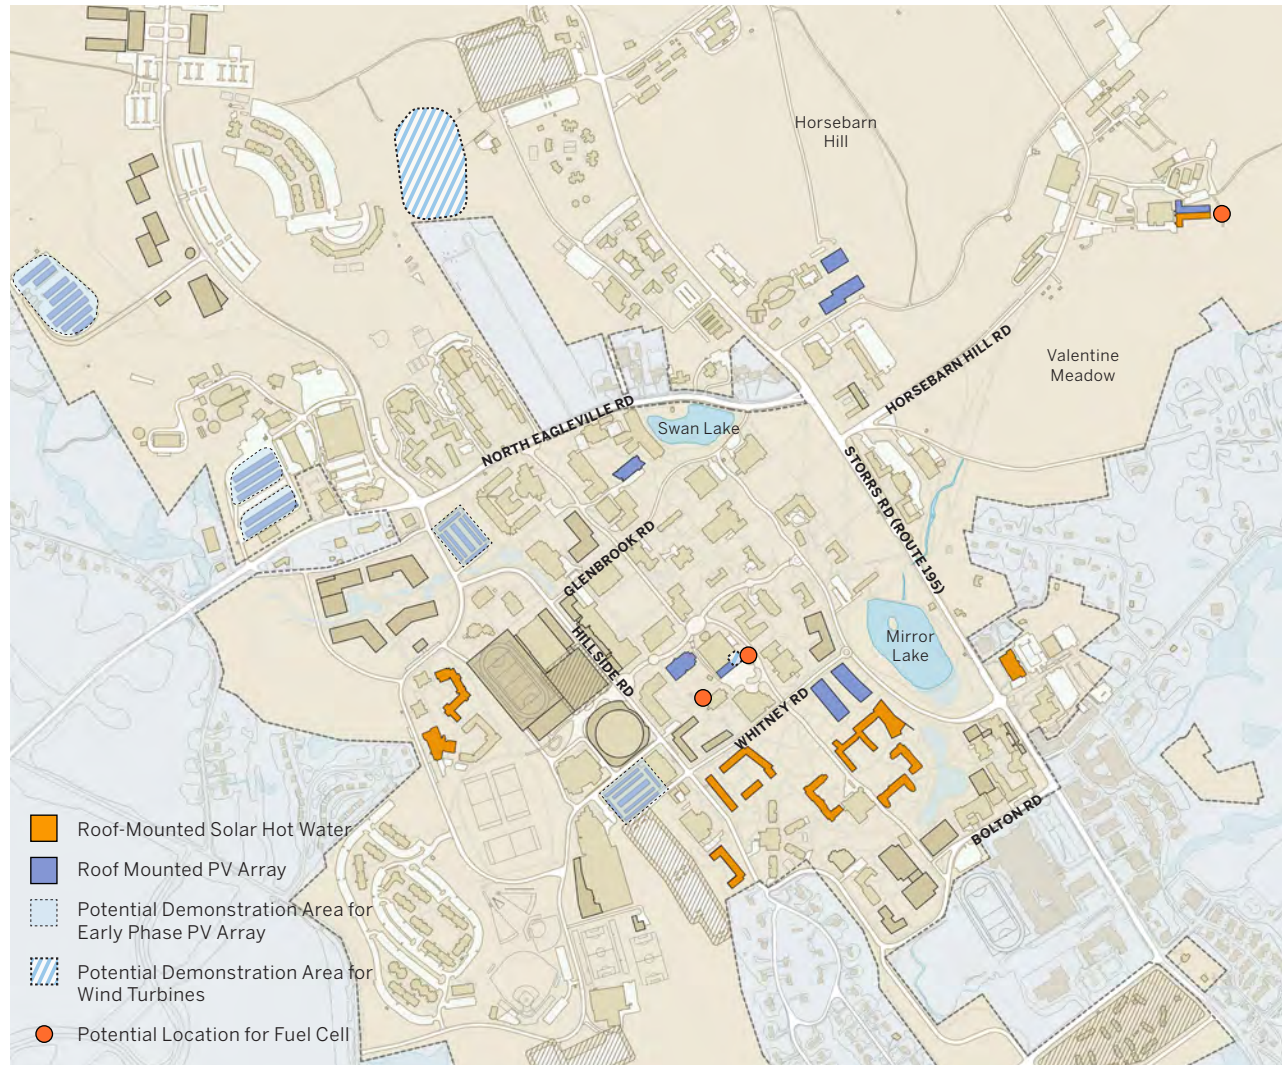 Horsebarn
Hill
HORSEBARN HILL RD
Valentine
Meadow
Swan Lake
NORTH EAGLEVILLE RD
STORRS RD (ROUTE 195)
GLENBROOK RD
HILLSIDE RD
Mirror
Lake
WHITNEY RD
BOLTON RD
Roof-Mounted Solar Hot Water
Roof Mounted PV Array
Potential Demonstration Area for
Early Phase PV Array
Potential Demonstration Area for
Wind Turbines
Potential Location for Fuel Cell